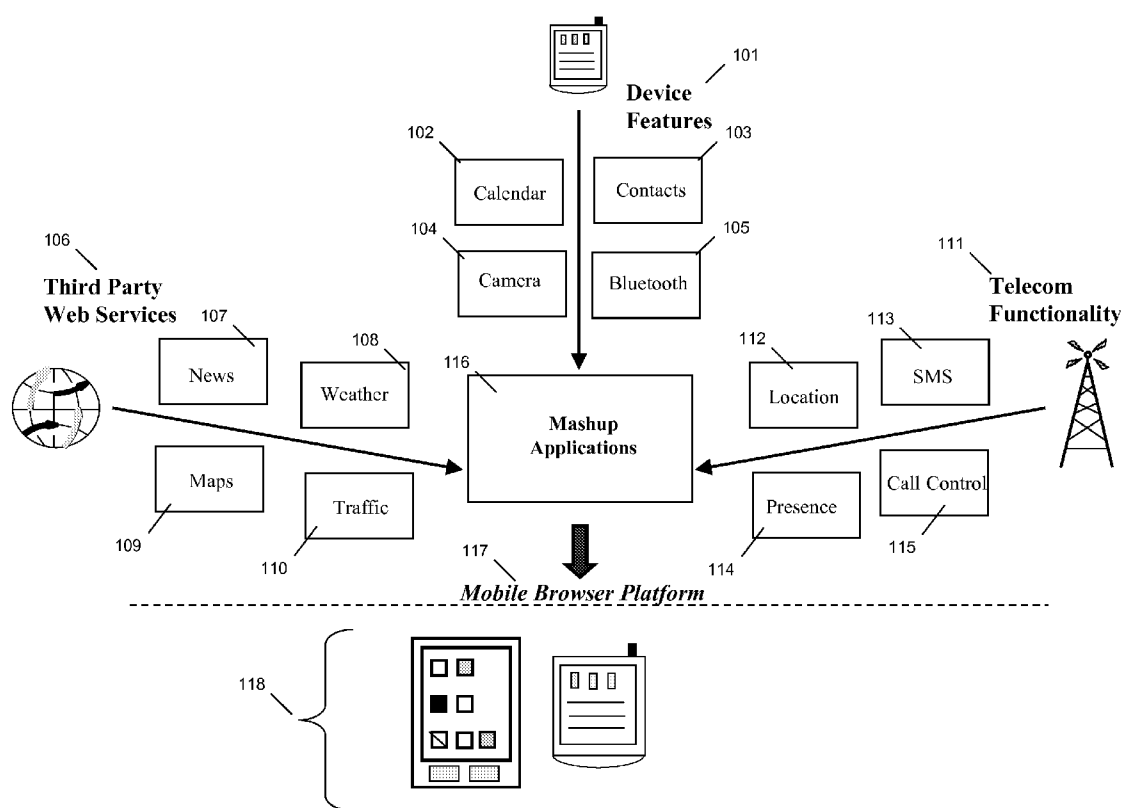 101
Device
Features
102
103
Calendar
Contacts
104
105
Camera
Bluetooth
106
Third Party
Web Services
107
108
News
Weather
Maps
Traffic
109
110
111
Telecom
Functionality
112
113
Location
SMS
Presence
Call Control
114
115
116
Mashup
Applications
117
Mobile Browser Platform
118